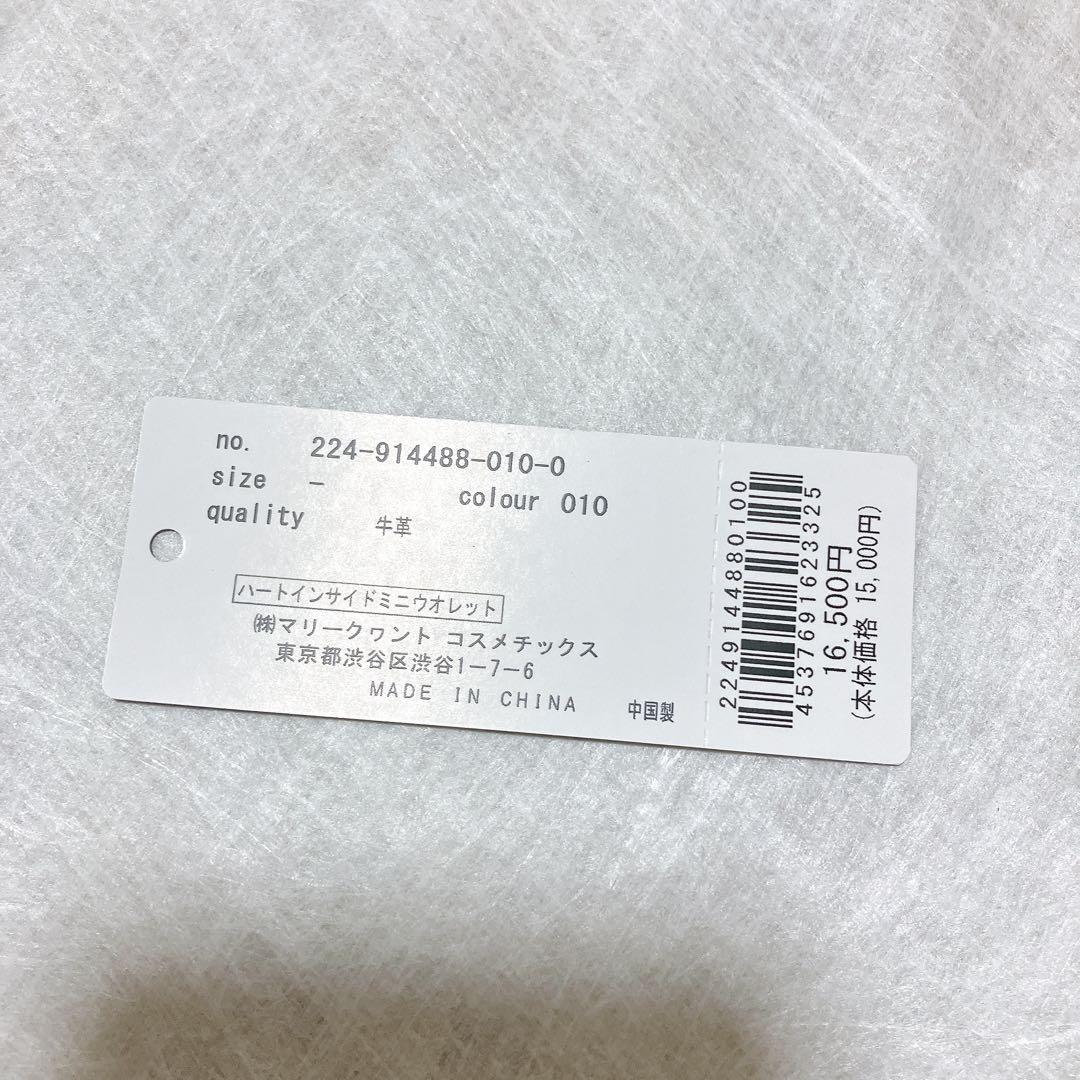 no. 224-914488-010-0
size - colour 010
quality 牛革
ハートインサイドミニウオレット
㈱マリークヮント コスメチックス
東京都渋谷区渋谷1-7-6
MADE IN CHINA 中国製
2249144880100
4537691623325
16,500円
(本体価格 15,000円)